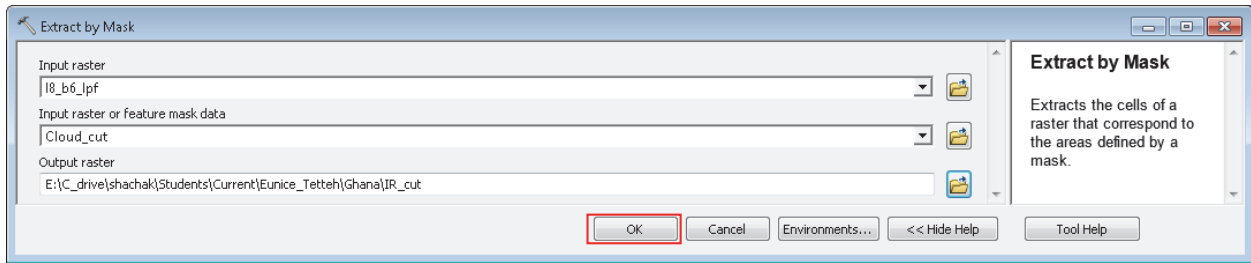 Extract by Mask
Input raster
l8_b6_lpf
Input raster or feature mask data
Cloud_cut
Output raster
E:\C_drive\shachak\Students\Current\Eunice_Tetteh\Ghana\IR_cut
OK
Cancel
Environments...
<< Hide Help
Extract by Mask
Extracts the cells of a
raster that correspond to
the areas defined by a
mask.
Tool Help